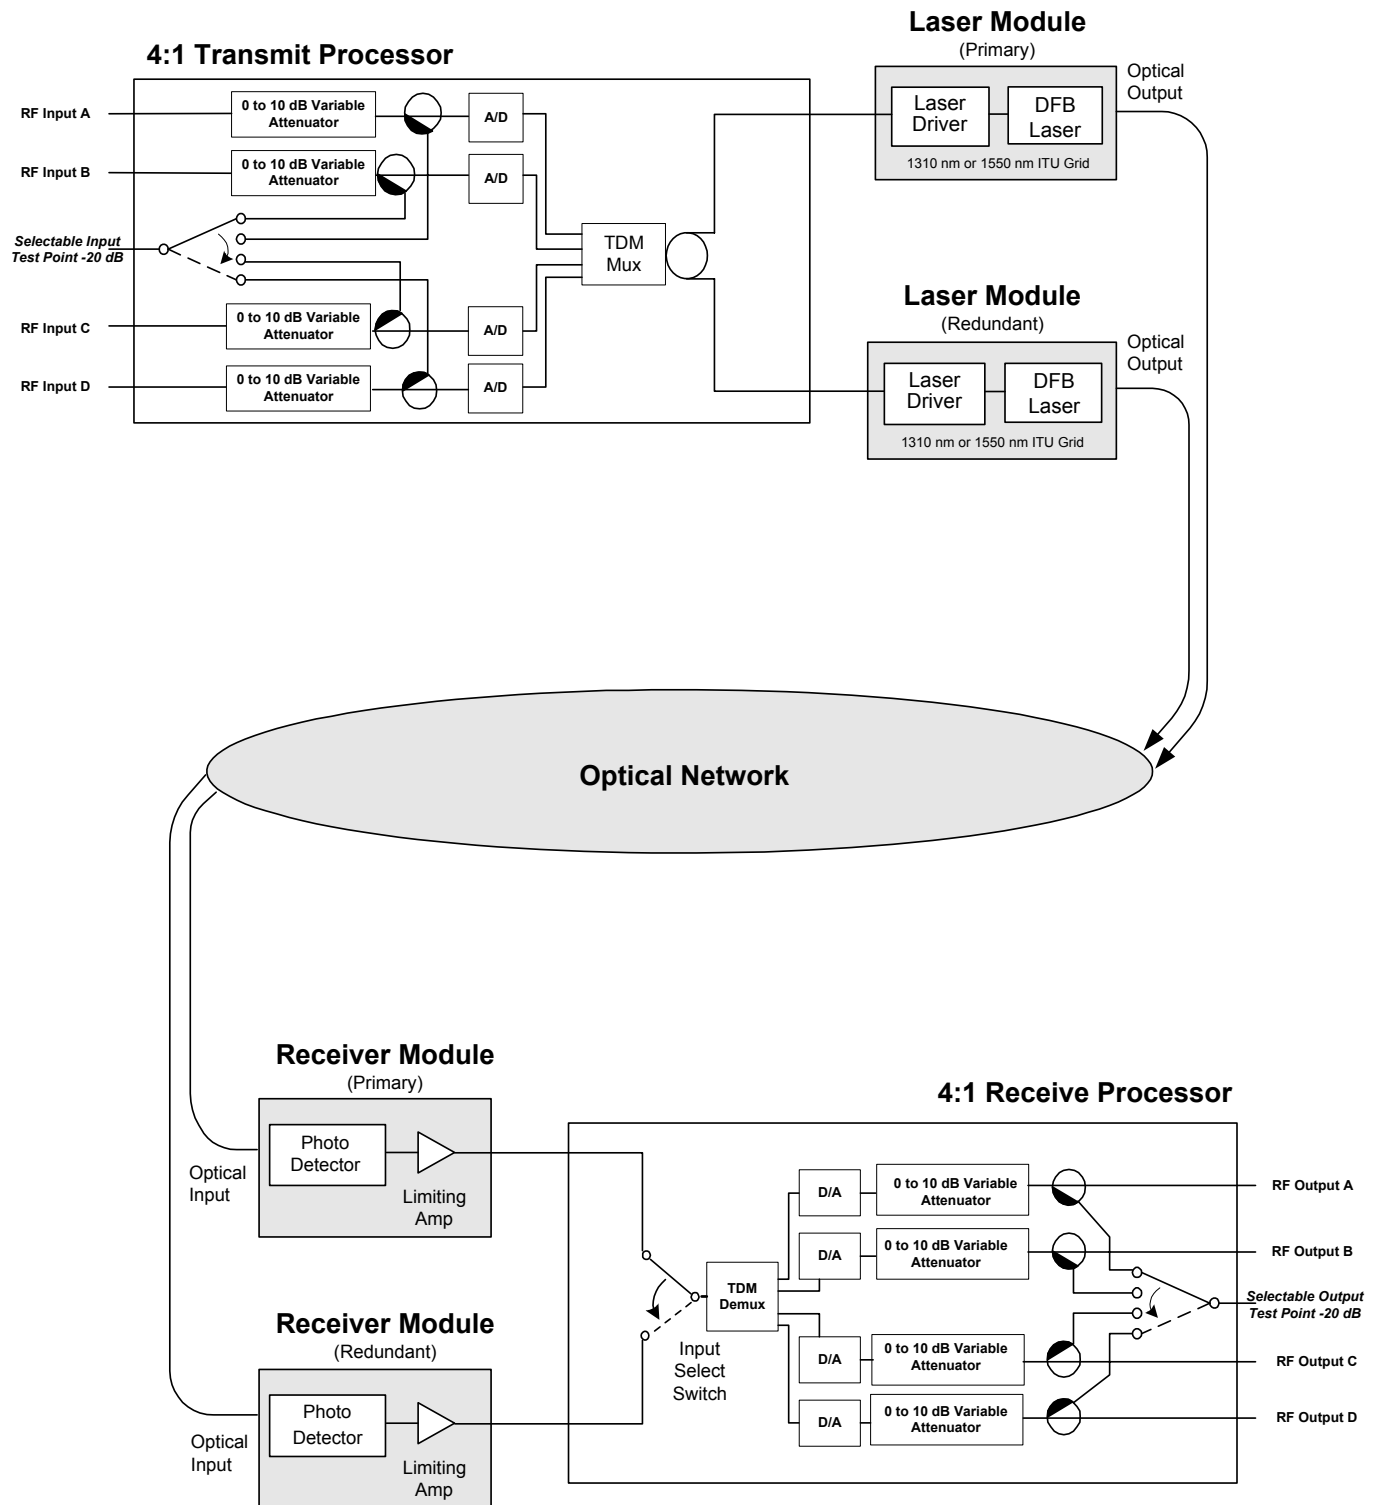 Laser Module
(Primary)
4:1 Transmit Processor
Optical
Output
RF Input A
0 to 10 dB Variable
Attenuator
A/D
Laser
Driver
DFB
Laser
1310 nm or 1550 nm ITU Grid
RF Input B
0 to 10 dB Variable
Attenuator
A/D
Selectable Input
Test Point -20 dB
TDM
Mux
Laser Module
(Redundant)
Optical
Output
RF Input C
0 to 10 dB Variable
Attenuator
A/D
RF Input D
0 to 10 dB Variable
Attenuator
A/D
Laser
Driver
DFB
Laser
1310 nm or 1550 nm ITU Grid
Optical Network
Receiver Module
(Primary)
4:1 Receive Processor
Photo
Detector
Optical
Input
Limiting
Amp
D/A
0 to 10 dB Variable
Attenuator
RF Output A
D/A
0 to 10 dB Variable
Attenuator
RF Output B
TDM
Demux
Selectable Output
Test Point -20 dB
Receiver Module
(Redundant)
Input
Select
Switch
D/A
0 to 10 dB Variable
Attenuator
RF Output C
D/A
0 to 10 dB Variable
Attenuator
RF Output D
Photo
Detector
Optical
Input
Limiting
Amp